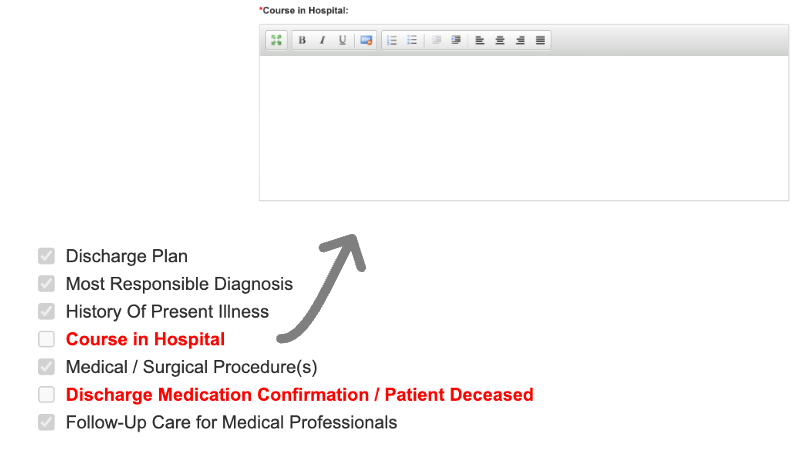 *Course in Hospital:
B I U
Discharge Plan
Most Responsible Diagnosis
History Of Present Illness
Course in Hospital
Medical / Surgical Procedure(s)
Discharge Medication Confirmation / Patient Deceased
Follow-Up Care for Medical Professionals